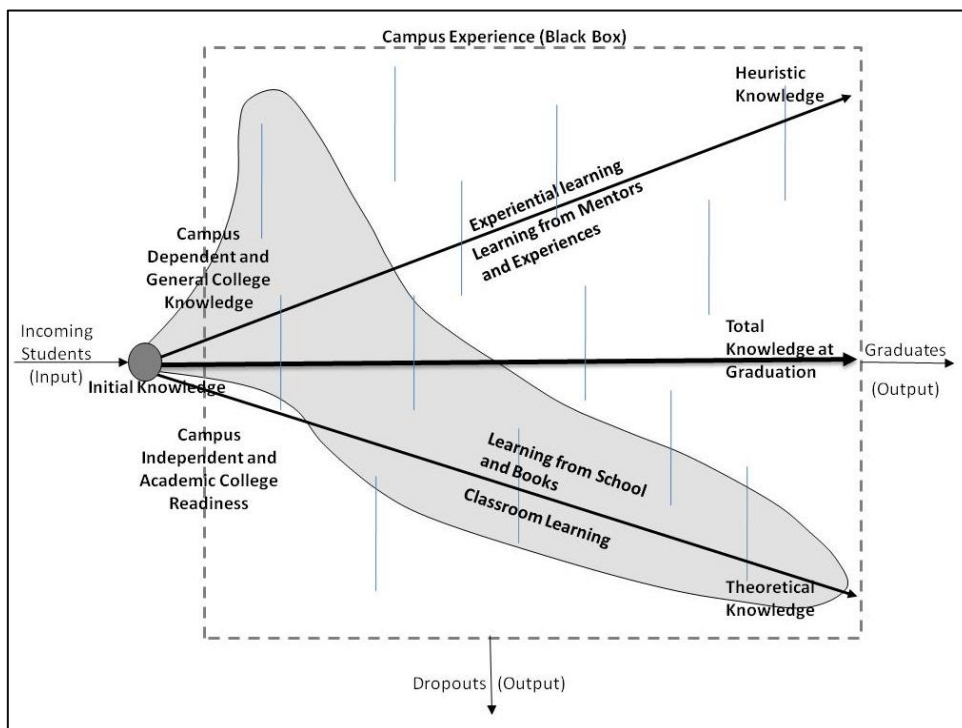 Campus Experience (Black Box)
Heuristic
Knowledge
Experiential learning
Learning from Mentors
and Experiences
Campus
Dependent and
General College
Knowledge
Incoming
Students
(Input)
Initial Knowledge
Total
Knowledge at
Graduation
Graduates
(Output)
Campus
Independent and
Academic College
Readiness
Learning from School
and Books
Classroom Learning
Theoretical
Knowledge
Dropouts (Output)